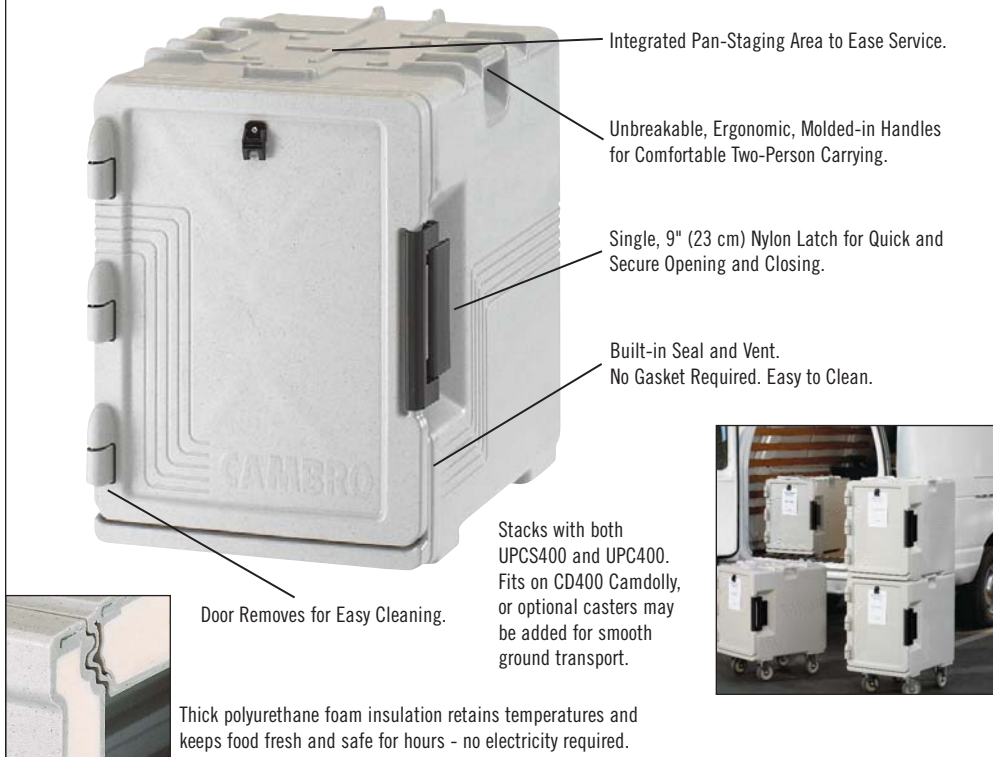 Integrated Pan-Staging Area to Ease Service.
Unbreakable, Ergonomic, Molded-in Handles
for Comfortable Two-Person Carrying.
Single, 9" (23 cm) Nylon Latch for Quick and
Secure Opening and Closing.
Built-in Seal and Vent.
No Gasket Required. Easy to Clean.
CAMBRO
Stacks with both
UPCS400 and UPC400.
Fits on CD400 Camdolly,
or optional casters may
be added for smooth
ground transport.
Door Removes for Easy Cleaning.
Thick polyurethane foam insulation retains temperatures and
keeps food fresh and safe for hours - no electricity required.